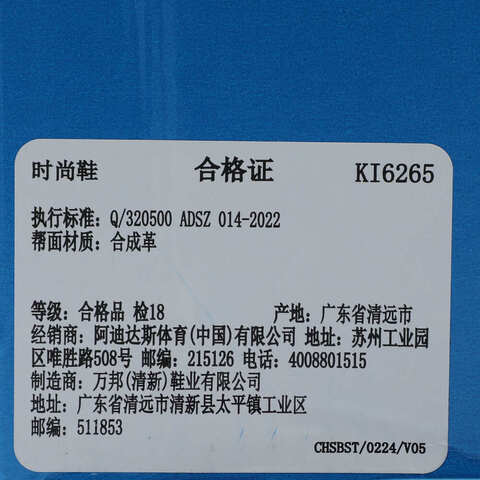 时尚鞋 合格证 KI6265
执行标准：Q/320500 ADSZ 014-2022
帮面材质：合成革
等级：合格品 检18 产地：广东省清远市
经销商：阿迪达斯体育(中国)有限公司 地址：苏州工业园
区唯胜路508号 邮编：215126 电话：4008801515
制造商：万邦(清新)鞋业有限公司
地址：广东省清远市清新县太平镇工业区
邮编：511853
CHSBST/0224/V05